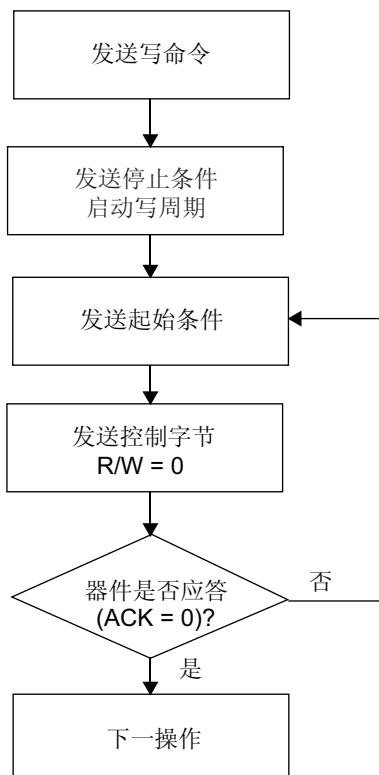 发送写命令
发送停止条件
启动写周期
发送起始条件
发送控制字节
R/W = 0
器件是否应答
(ACK = 0)?
否
是
下一操作